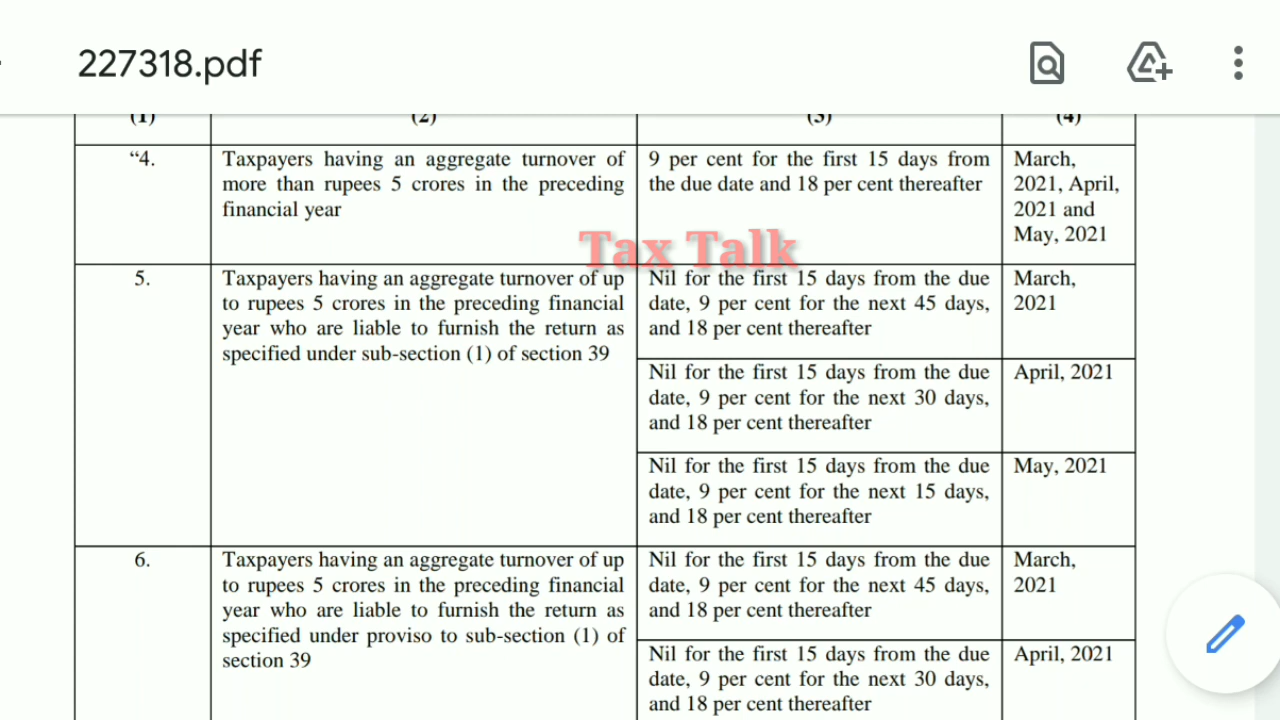 227318.pdf
(1) (2) (3) (4)
“4.
Taxpayers having an aggregate turnover of
more than rupees 5 crores in the preceding
financial year
9 per cent for the first 15 days from
the due date and 18 per cent thereafter
March,
2021, April,
2021 and
May, 2021
Tax Talk
5.
Taxpayers having an aggregate turnover of up
to rupees 5 crores in the preceding financial
year who are liable to furnish the return as
specified under sub-section (1) of section 39
Nil for the first 15 days from the due
date, 9 per cent for the next 45 days,
and 18 per cent thereafter
March,
2021
Nil for the first 15 days from the due
date, 9 per cent for the next 30 days,
and 18 per cent thereafter
April, 2021
Nil for the first 15 days from the due
date, 9 per cent for the next 15 days,
and 18 per cent thereafter
May, 2021
6.
Taxpayers having an aggregate turnover of up
to rupees 5 crores in the preceding financial
year who are liable to furnish the return as
specified under proviso to sub-section (1) of
section 39
Nil for the first 15 days from the due
date, 9 per cent for the next 45 days,
and 18 per cent thereafter
March,
2021
Nil for the first 15 days from the due
date, 9 per cent for the next 30 days,
and 18 per cent thereafter
April, 2021